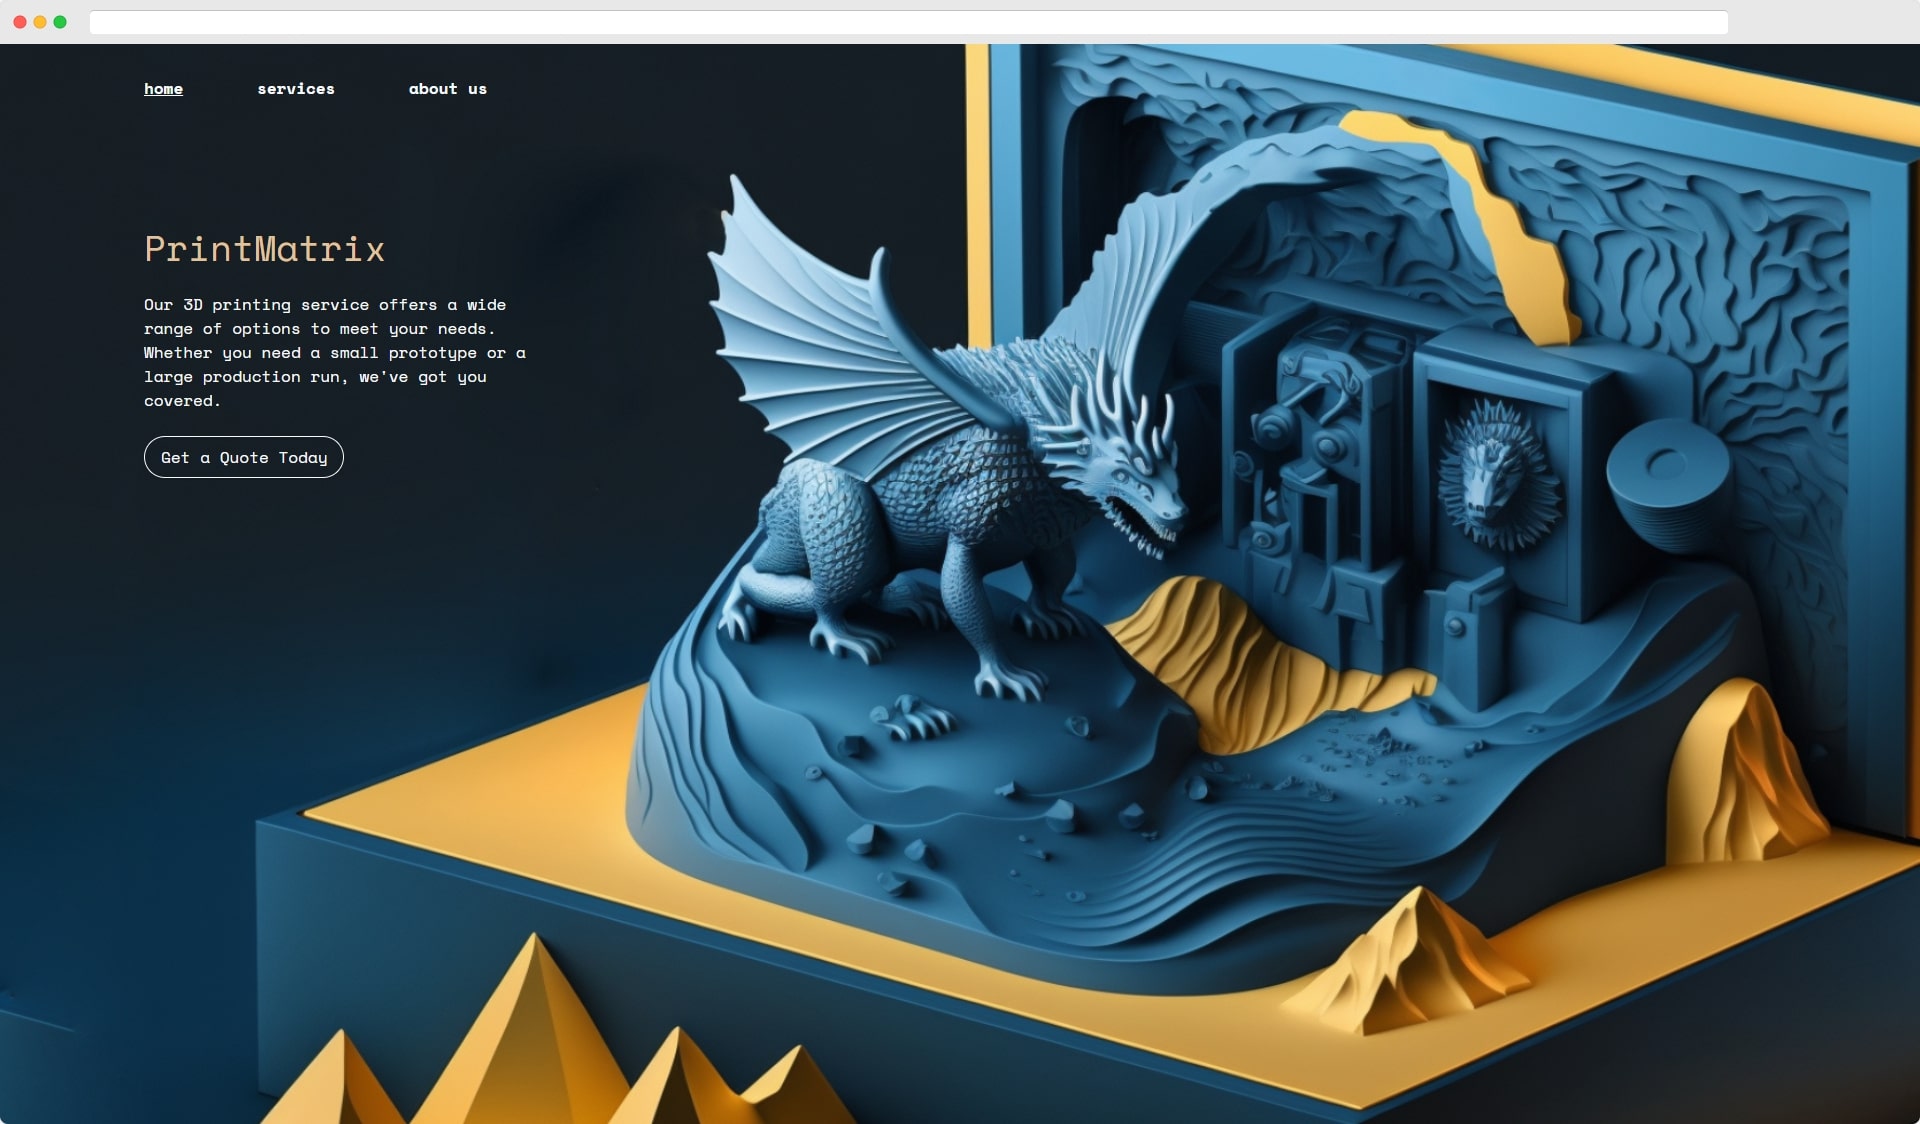 home services about us
PrintMatrix
Our 3D printing service offers a wide
range of options to meet your needs.
Whether you need a small prototype or a
large production run, we've got you
covered.
Get a Quote Today